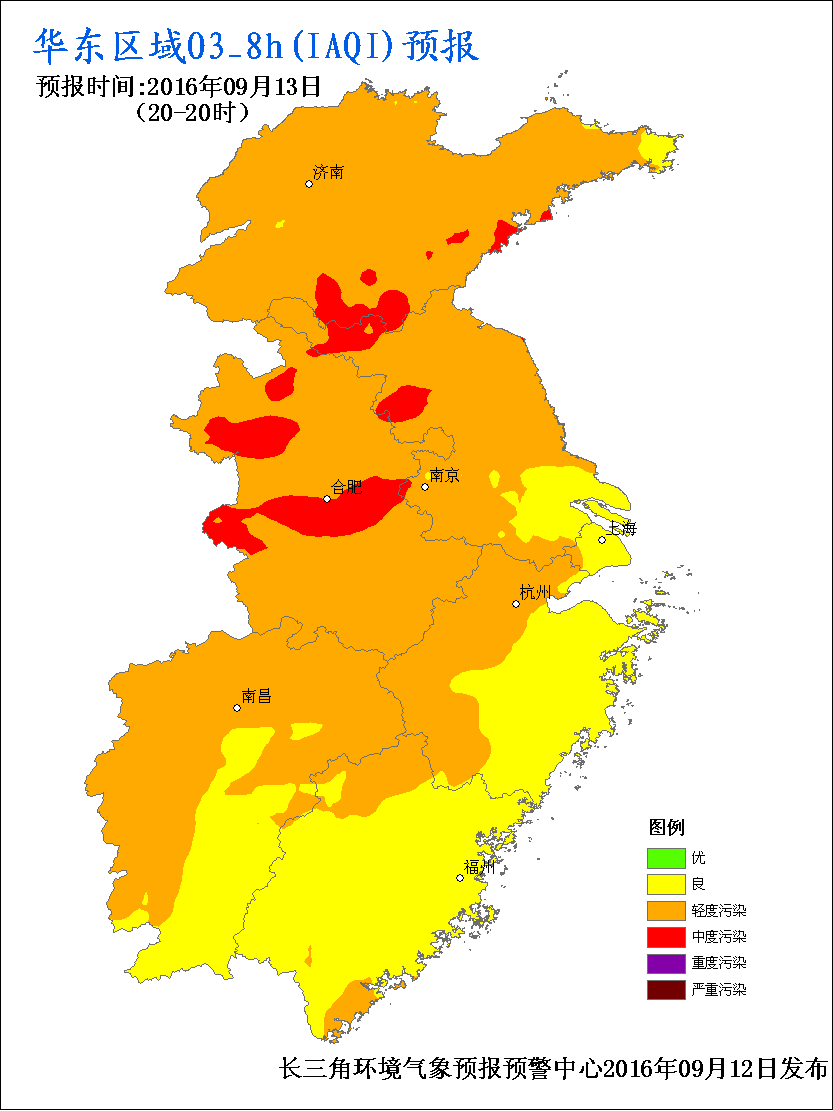 华东区域O3_8h(IAQI)预报
预报时间:2016年09月13日
(20-20时)
济南
合肥
南京
上海
杭州
南昌
福州
图例
优
良
轻度污染
中度污染
重度污染
严重污染
长三角环境气象预报预警中心2016年09月12日发布